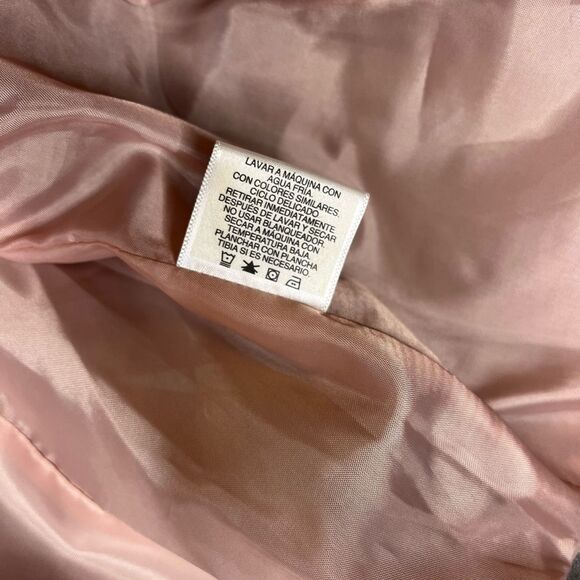 LAVAR A MÁQUINA CON
AGUA FRÍA.
CON COLORES SIMILARES.
CICLO DELICADO
RETIRAR INMEDIATAMENTE
DESPUÉS DE LAVAR Y SECAR
NO USAR BLANQUEADOR.
SECAR A MÁQUINA CON
TEMPERATURA BAJA.
PLANCHAR CON PLANCHA
TIBIA SI ES NECESARIO.